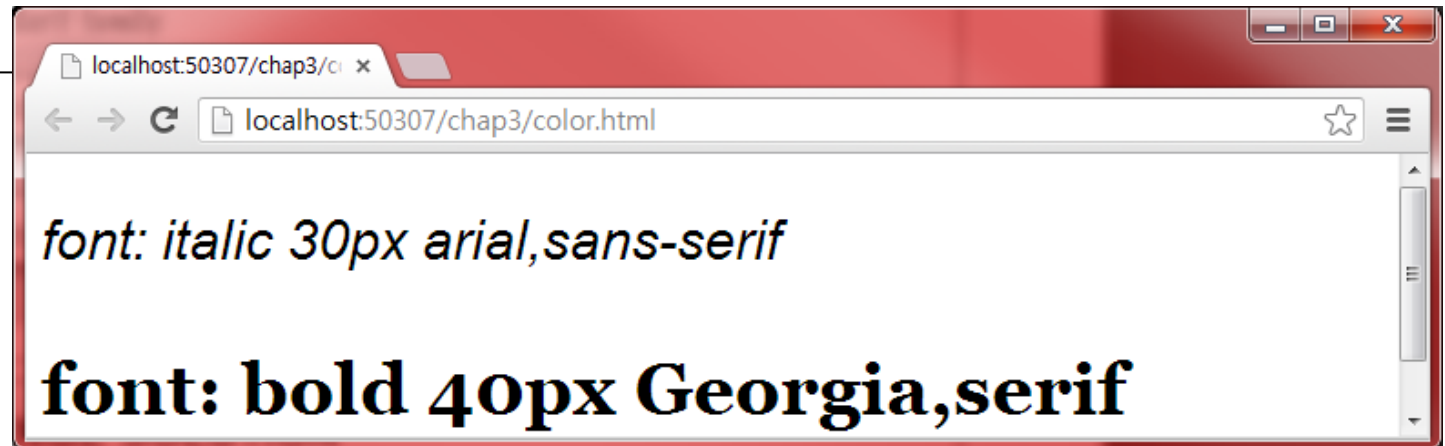 localhost:50307/chap3/c
localhost:50307/chap3/color.html
font: italic 30px arial,sans-serif
font: bold 40px Georgia,serif